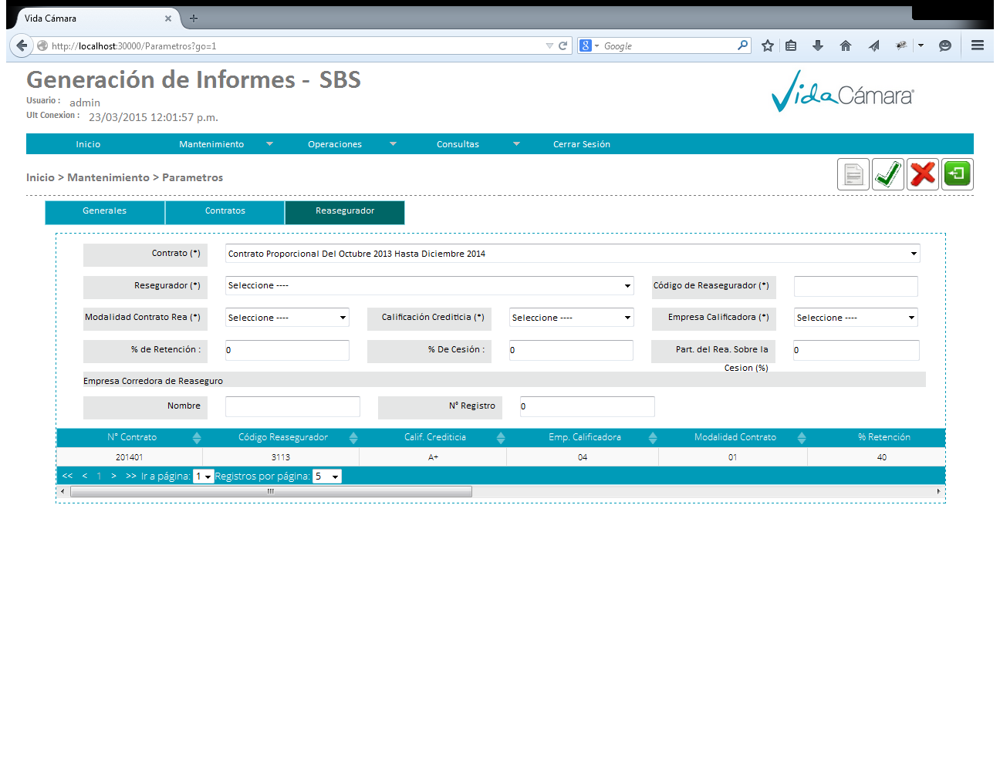 Vida Cámara
http://localhost:30000/Parametros?go=1
Google
Generación de Informes - SBS
Usuario : admin
Ult Conexion : 23/03/2015 12:01:57 p.m.
Vida Cámara
Inicio Mantenimiento Operaciones Consultas Cerrar Sesión
Inicio > Mantenimiento > Parametros
Generales Contratos Reasegurador
Contrato (*) Contrato Proporcional Del Octubre 2013 Hasta Diciembre 2014
Resegurador (*) Seleccione ---- Código de Reasegurador (*)
Modalidad Contrato Rea (*) Seleccione ---- Calificación Crediticia (*) Seleccione ---- Empresa Calificadora (*) Seleccione ----
% de Retención : 0 % De Cesión : 0 Part. del Rea. Sobre la 0
Cesion (%)
Empresa Corredora de Reaseguro
Nombre N° Registro 0
N° Contrato Código Reasegurador Calif. Crediticia Emp. Calificadora Modalidad Contrato % Retención
201401 3113 A+ 04 01 40
<< < 1 > >> Ir a página: 1 Registros por página: 5